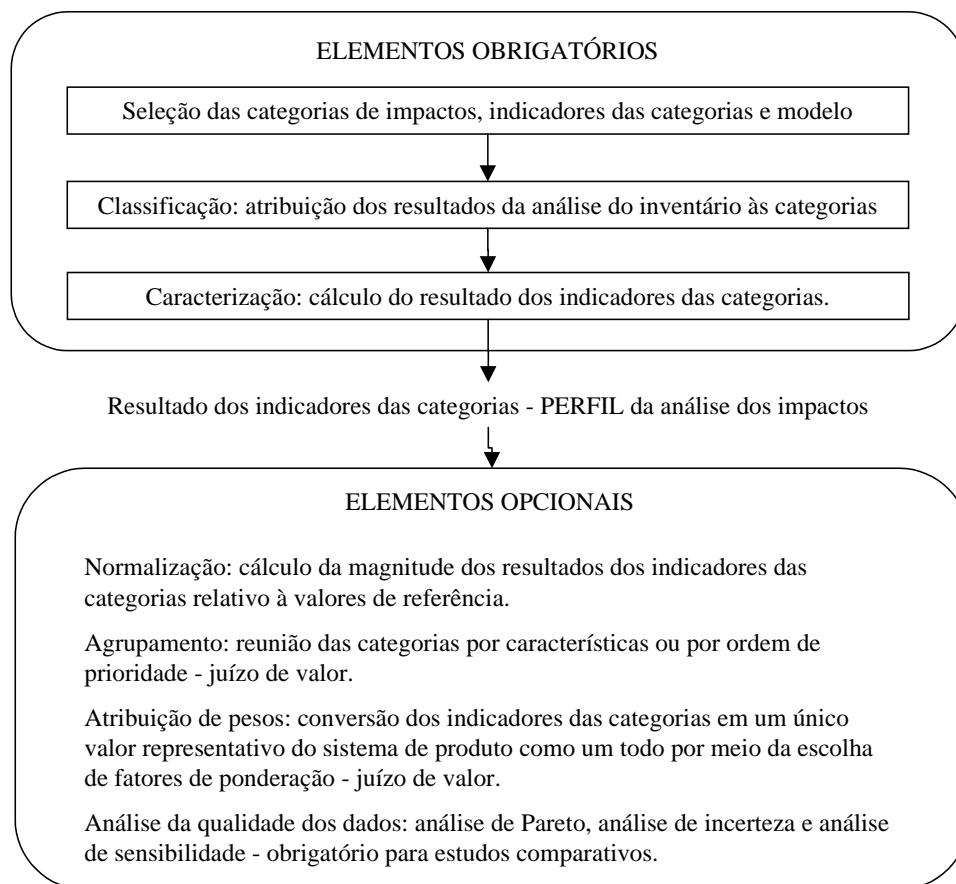 ELEMENTOS OBRIGATÓRIOS
Seleção das categorias de impactos, indicadores das categorias e modelo
Classificação: atribuição dos resultados da análise do inventário às categorias
Caracterização: cálculo do resultado dos indicadores das categorias.
Resultado dos indicadores das categorias - PERFIL da análise dos impactos
ELEMENTOS OPCIONAIS
Normalização: cálculo da magnitude dos resultados dos indicadores das
categorias relativo à valores de referência.
Agrupamento: reunião das categorias por características ou por ordem de
prioridade - juízo de valor.
Atribuição de pesos: conversão dos indicadores das categorias em um único
valor representativo do sistema de produto como um todo por meio da escolha
de fatores de ponderação - juízo de valor.
Análise da qualidade dos dados: análise de Pareto, análise de incerteza e análise
de sensibilidade - obrigatório para estudos comparativos.